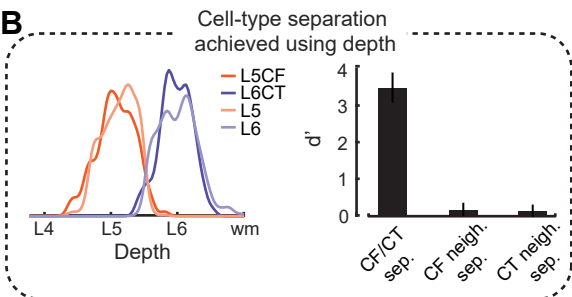 B
Cell-type separation
achieved using depth
L5CF
L6CT
L5
L6
L4 L5 L6 wm
Depth
d'
4
3
2
1
0
CF/CT
sep.
CF neigh.
sep.
CT neigh.
sep.